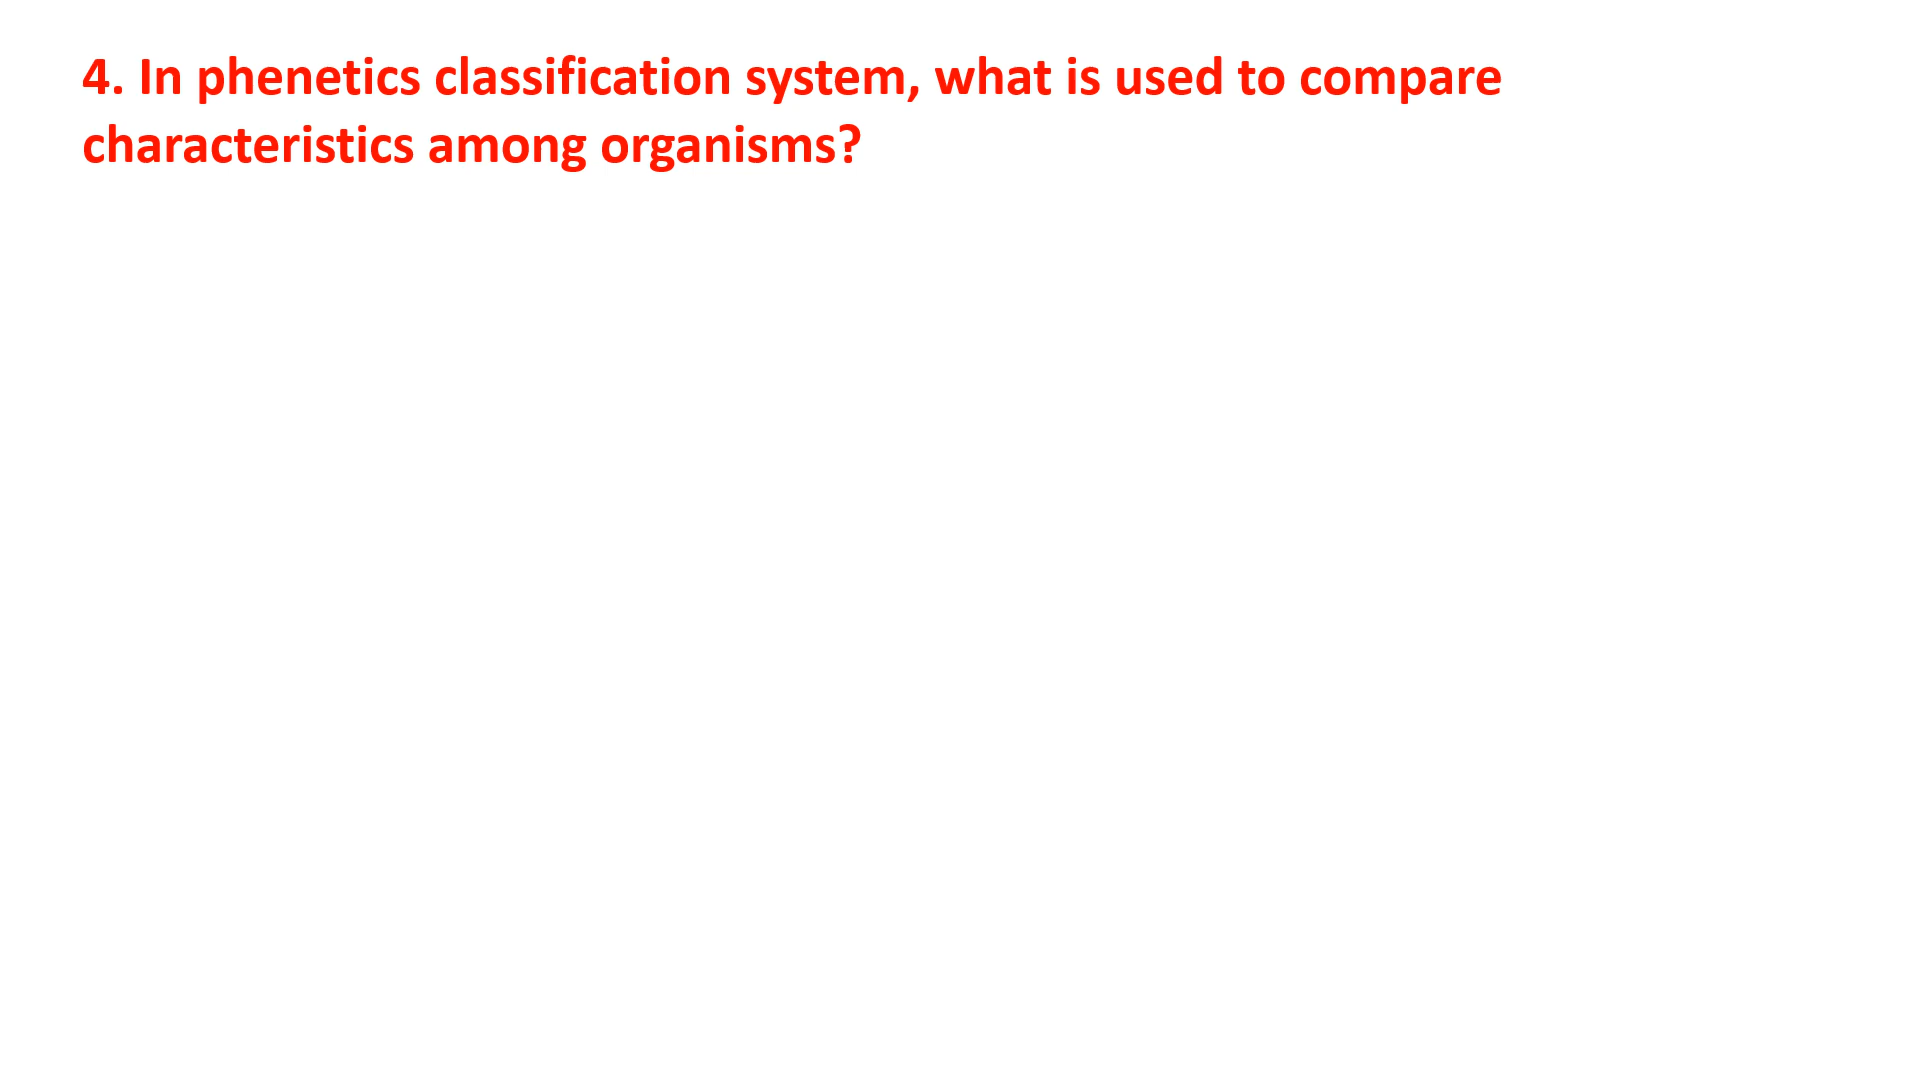 4. In phenetics classification system, what is used to compare
characteristics among organisms?